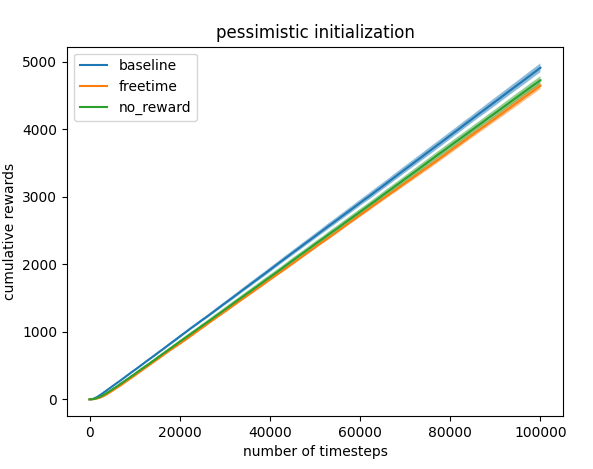 pessimistic initialization
baseline
freetime
no_reward
cumulative rewards
5000
4000
3000
2000
1000
0
0 20000 40000 60000 80000 100000
number of timesteps